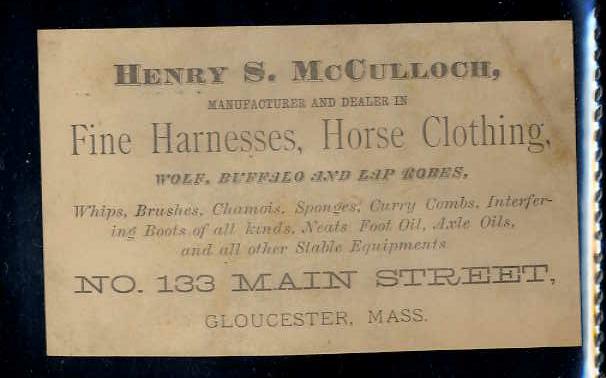 HENRY S. MCCULLOCH,
MANUFACTURER AND DEALER IN
Fine Harnesses, Horse Clothing,
WOLF, BUFFALO AND LAP ROBES,
Whips, Brushes, Chamois, Sponges, Curry Combs, Interfer-
ing Boots of all kinds, Neats Foot Oil, Axle Oils,
and all other Stable Equipments
NO. 133 MAIN STREET,
GLOUCESTER, MASS.